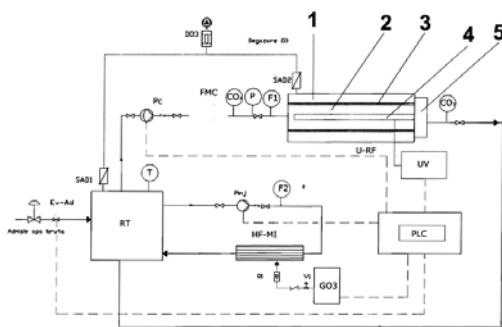 1 2 3 4 5
DO3
Degazare O3
SAD2
Pc
FMC
CO₂ P F1
CO₂
U-RF
UV
SAD1
T
Ev-Ad
Pinj
F2
RT
HF-MI
PLC
V1
GO3